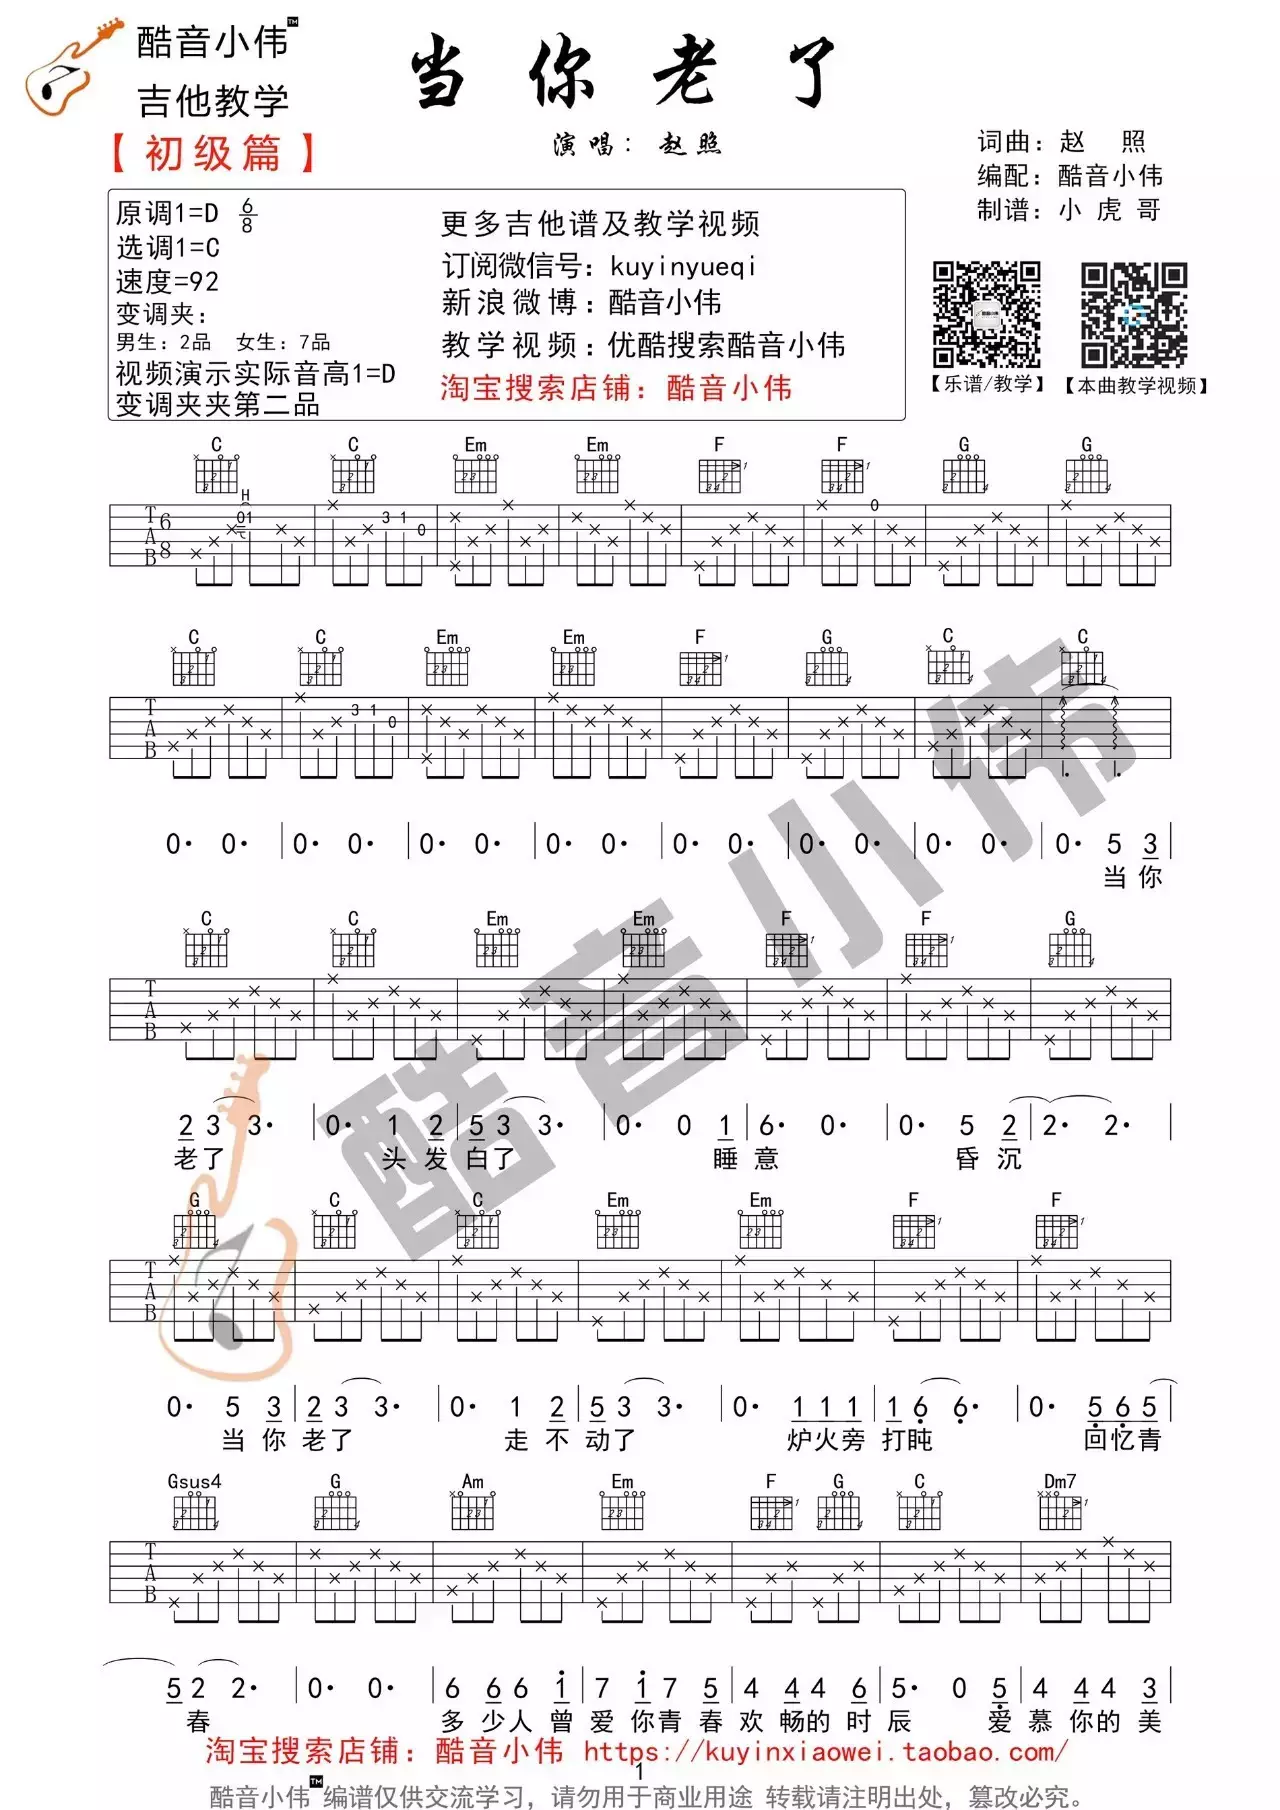 酷音小伟™
吉他教学
【初级篇】
当你老了
演唱：赵照
词曲：赵 照
编配：酷音小伟
制谱：小虎哥
原调1=D 6/8
选调1=C
速度=92
变调夹：
男生：2品 女生：7品
视频演示实际音高1=D
变调夹夹第二品
更多吉他谱及教学视频
订阅微信号：kuyinyueqi
新浪微博：酷音小伟
教学视频：优酷搜索酷音小伟
淘宝搜索店铺：酷音小伟
【乐谱/教学】 【本曲教学视频】
C C Em Em F F G G
H
T A B 6 8 01 3 1 0 0
C C Em Em F G C C
T A B 3 1 0
0· 0· | 0· 0· | 0· 0· | 0· 0· | 0· 0· | 0· 0· | 0· 0· | 0· 5 3 |
当你
C C Em Em F F G
T A B
2 3 3· | 0· 1 2 | 5 3 3· | 0· 0 1 | 6· 0· | 0· 5 2 | 2· 2· |
老了 头发白了 睡意 昏沉
G C C Em Em F F
T A B
0· 5 3 | 2 3 3· | 0· 1 2 | 5 3 3· | 0· 1 1 1 | 1 6 6· | 0· 5 6 5 |
当你老了 走不动了 炉火旁打盹 回忆青
Gsus4 G Am Em F G C Dm7
T A B
5 2 2· | 0· 0· | 6 6 6 1 | 7 1 7 5 | 4 4 4 6 | 5· 0 5 | 4 4 4 3 |
春 多少人曾爱你青春欢畅的时辰 爱慕你的美
淘宝搜索店铺：酷音小伟 https://kuyinxiaowei.taobao.com/
1
酷音小伟™编谱仅供交流学习，请勿用于商业用途 转载请注明出处，篡改必究。
酷音小伟